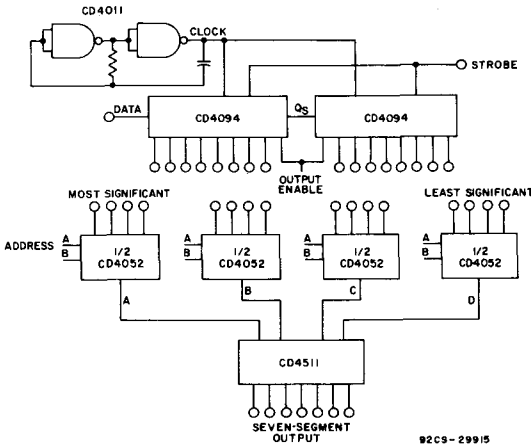 CD4011
CLOCK
STROBE
DATA
CD4094
QS
CD4094
OUTPUT
ENABLE
MOST SIGNIFICANT
LEAST SIGNIFICANT
ADDRESS
A
B
1/2
CD4052
A
B
1/2
CD4052
A
B
1/2
CD4052
A
B
1/2
CD4052
A
B
C
D
CD4511
SEVEN-SEGMENT
OUTPUT
92CS-29915